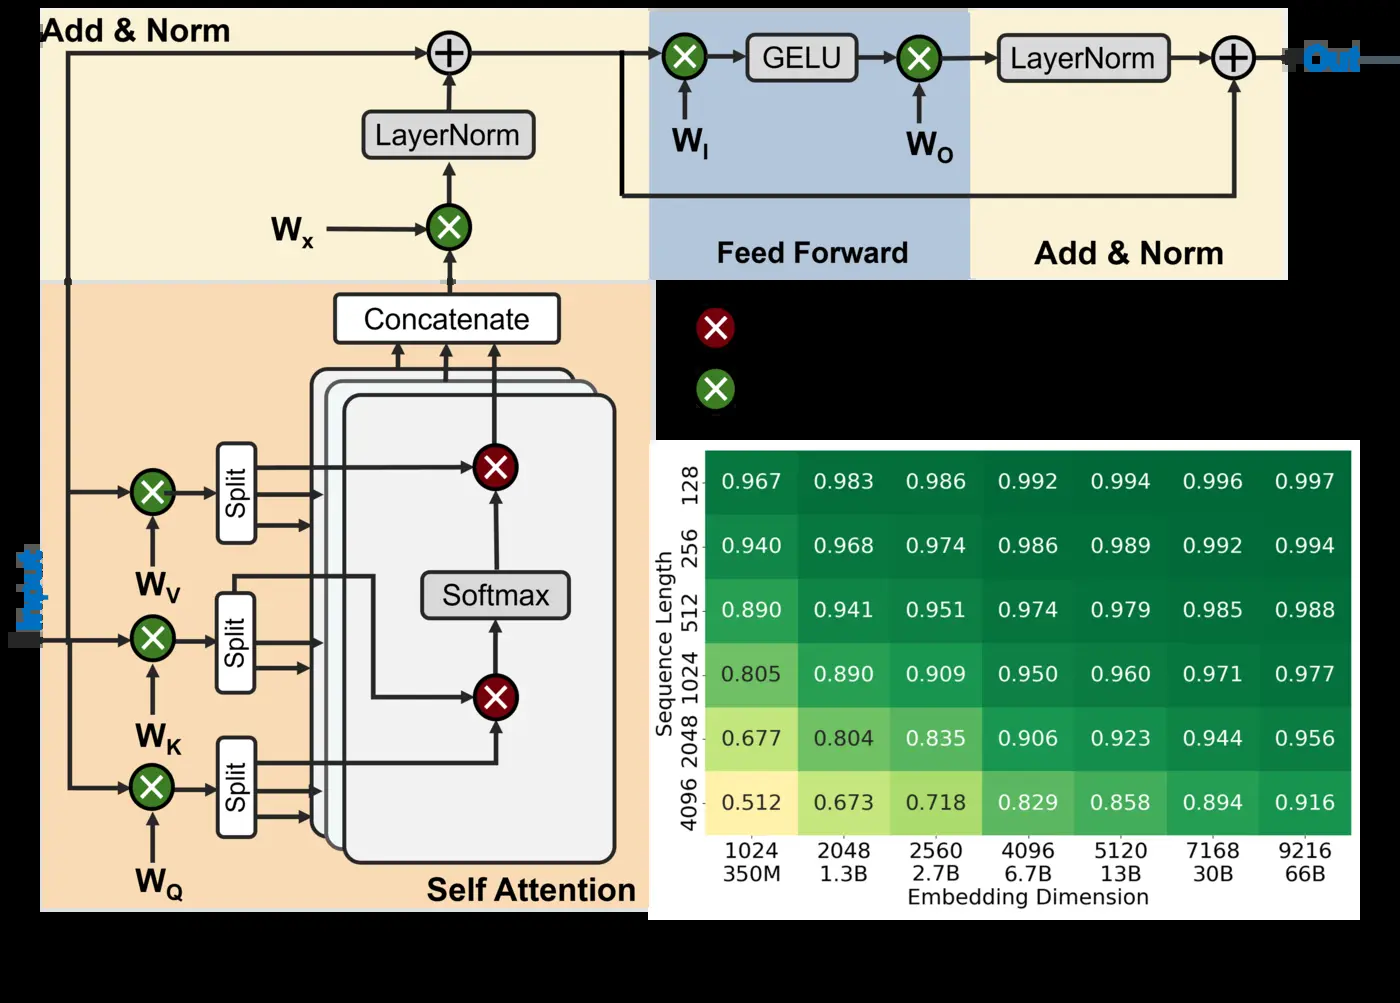 Add & Norm
Out
GELU
LayerNorm
LayerNorm
W_I
W_O
W_x
Feed Forward
Add & Norm
Concatenate
Split
W_V
Input
Softmax
Split
W_K
Split
W_Q
Self Attention
Sequence Length
128 0.967 0.983 0.986 0.992 0.994 0.996 0.997
256 0.940 0.968 0.974 0.986 0.989 0.992 0.994
512 0.890 0.941 0.951 0.974 0.979 0.985 0.988
1024 0.805 0.890 0.909 0.950 0.960 0.971 0.977
2048 0.677 0.804 0.835 0.906 0.923 0.944 0.956
4096 0.512 0.673 0.718 0.829 0.858 0.894 0.916
1024 2048 2560 4096 5120 7168 9216
350M 1.3B 2.7B 6.7B 13B 30B 66B
Embedding Dimension